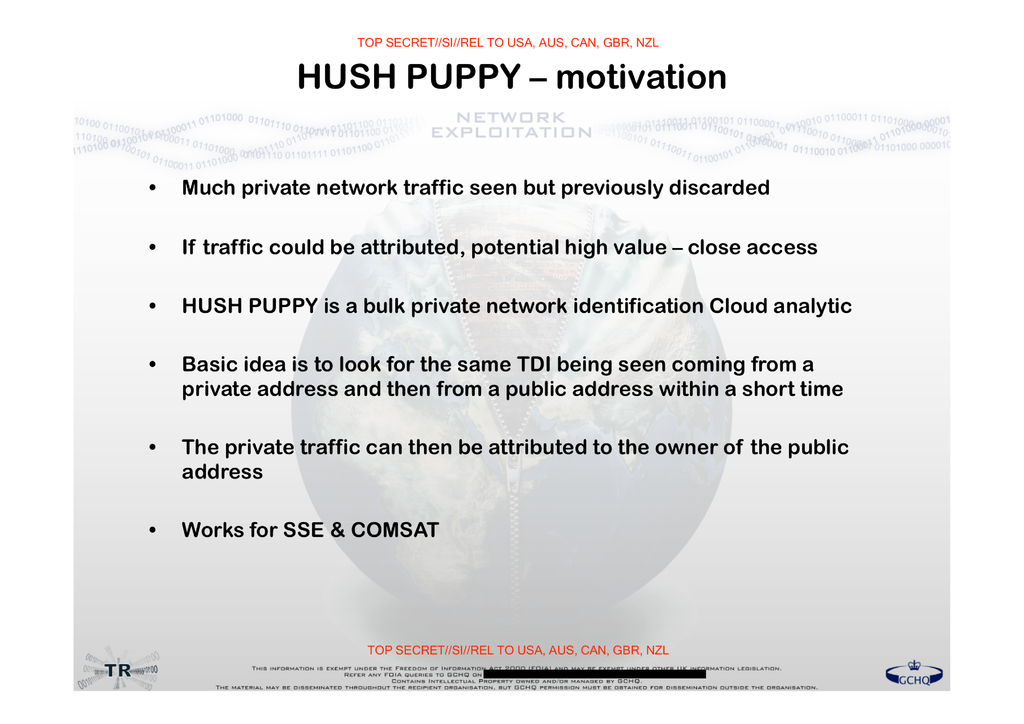 TOP SECRET//SI//REL TO USA, AUS, CAN, GBR, NZL
HUSH PUPPY – motivation
NETWORK
EXPLOITATION
• Much private network traffic seen but previously discarded
• If traffic could be attributed, potential high value – close access
• HUSH PUPPY is a bulk private network identification Cloud analytic
• Basic idea is to look for the same TDI being seen coming from a
private address and then from a public address within a short time
• The private traffic can then be attributed to the owner of the public
address
• Works for SSE & COMSAT
TOP SECRET//SI//REL TO USA, AUS, CAN, GBR, NZL
TR
This information is exempt under the Freedom of Information Act 2000 (FOIA) and may be exempt under other UK information legislation.
Refer any FOIA queries to GCHQ on
Contains Intellectual Property owned and/or managed by GCHQ.
The material may be disseminated throughout the recipient organisation, but GCHQ permission must be obtained for dissemination outside the organisation.
GCHQ